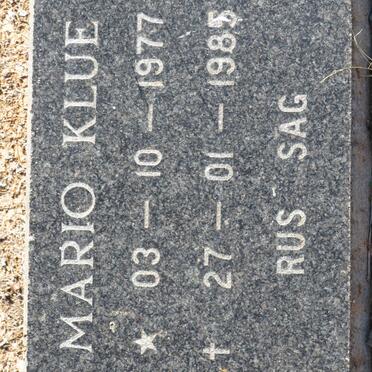 MARIO KLUE
★ 03 — 10 — 1977
+ 27 — 01 — 1985
RUS SAG